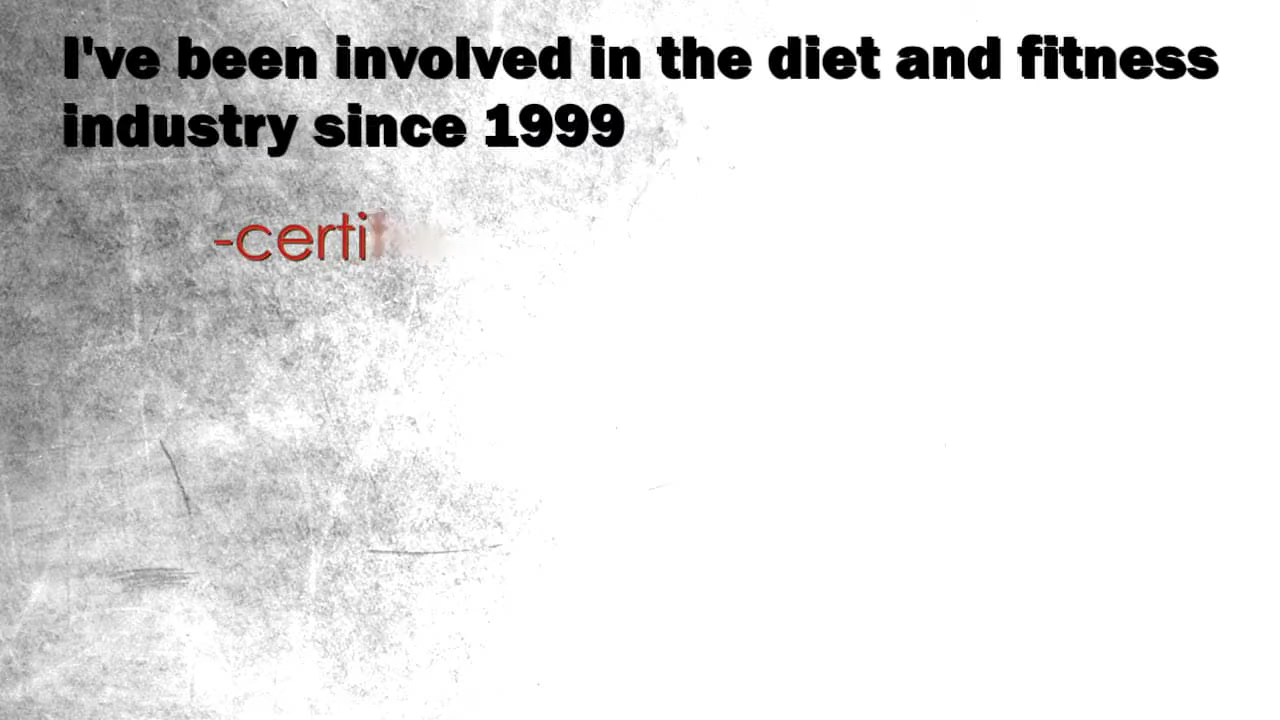 I've been involved in the diet and fitness
industry since 1999
-certi